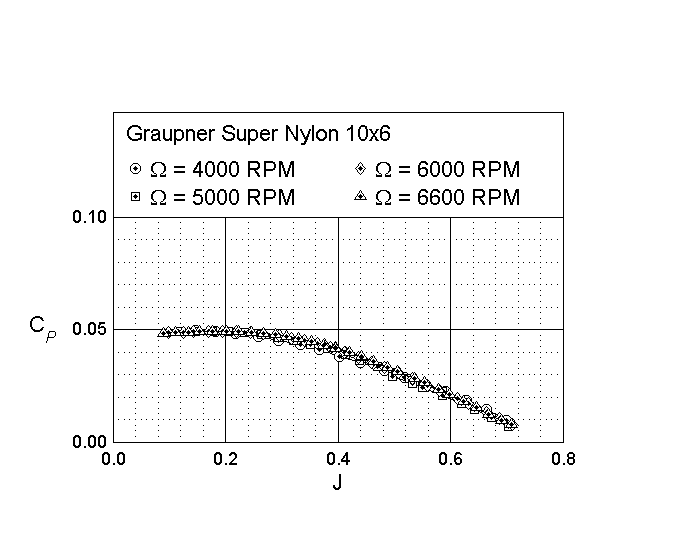 Graupner Super Nylon 10x6
Ω = 4000 RPM
Ω = 6000 RPM
Ω = 5000 RPM
Ω = 6600 RPM
0.10
0.05
0.00
C_P
0.0 0.2 0.4 0.6 0.8
J